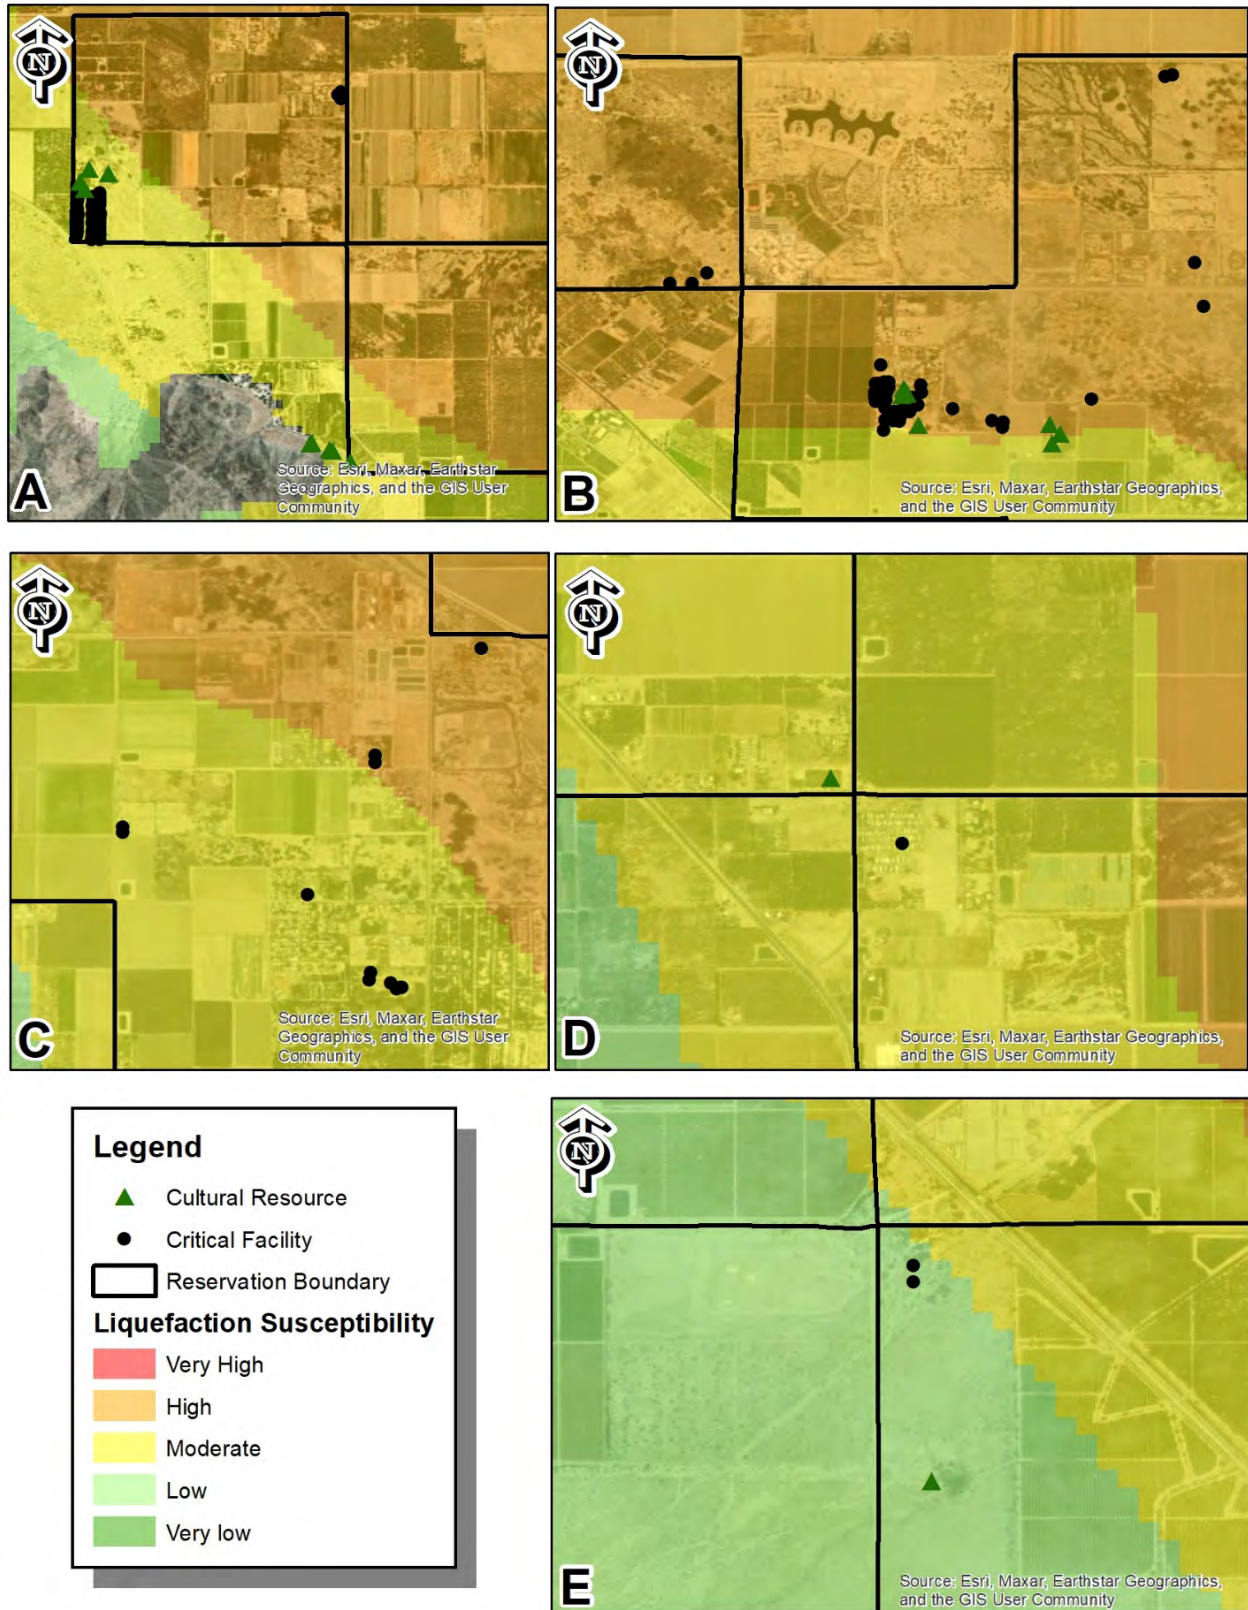 N
N
Source: Esri, Maxar, Earthstar
Geographics, and the GIS User
Community
A
Source: Esri, Maxar, Earthstar Geographics,
and the GIS User Community
B
N
N
Source: Esri, Maxar, Earthstar
Geographics, and the GIS User
Community
C
Source: Esri, Maxar, Earthstar Geographics,
and the GIS User Community
D
Legend
Cultural Resource
Critical Facility
Reservation Boundary
Liquefaction Susceptibility
Very High
High
Moderate
Low
Very low
N
Source: Esri, Maxar, Earthstar Geographics,
and the GIS User Community
E